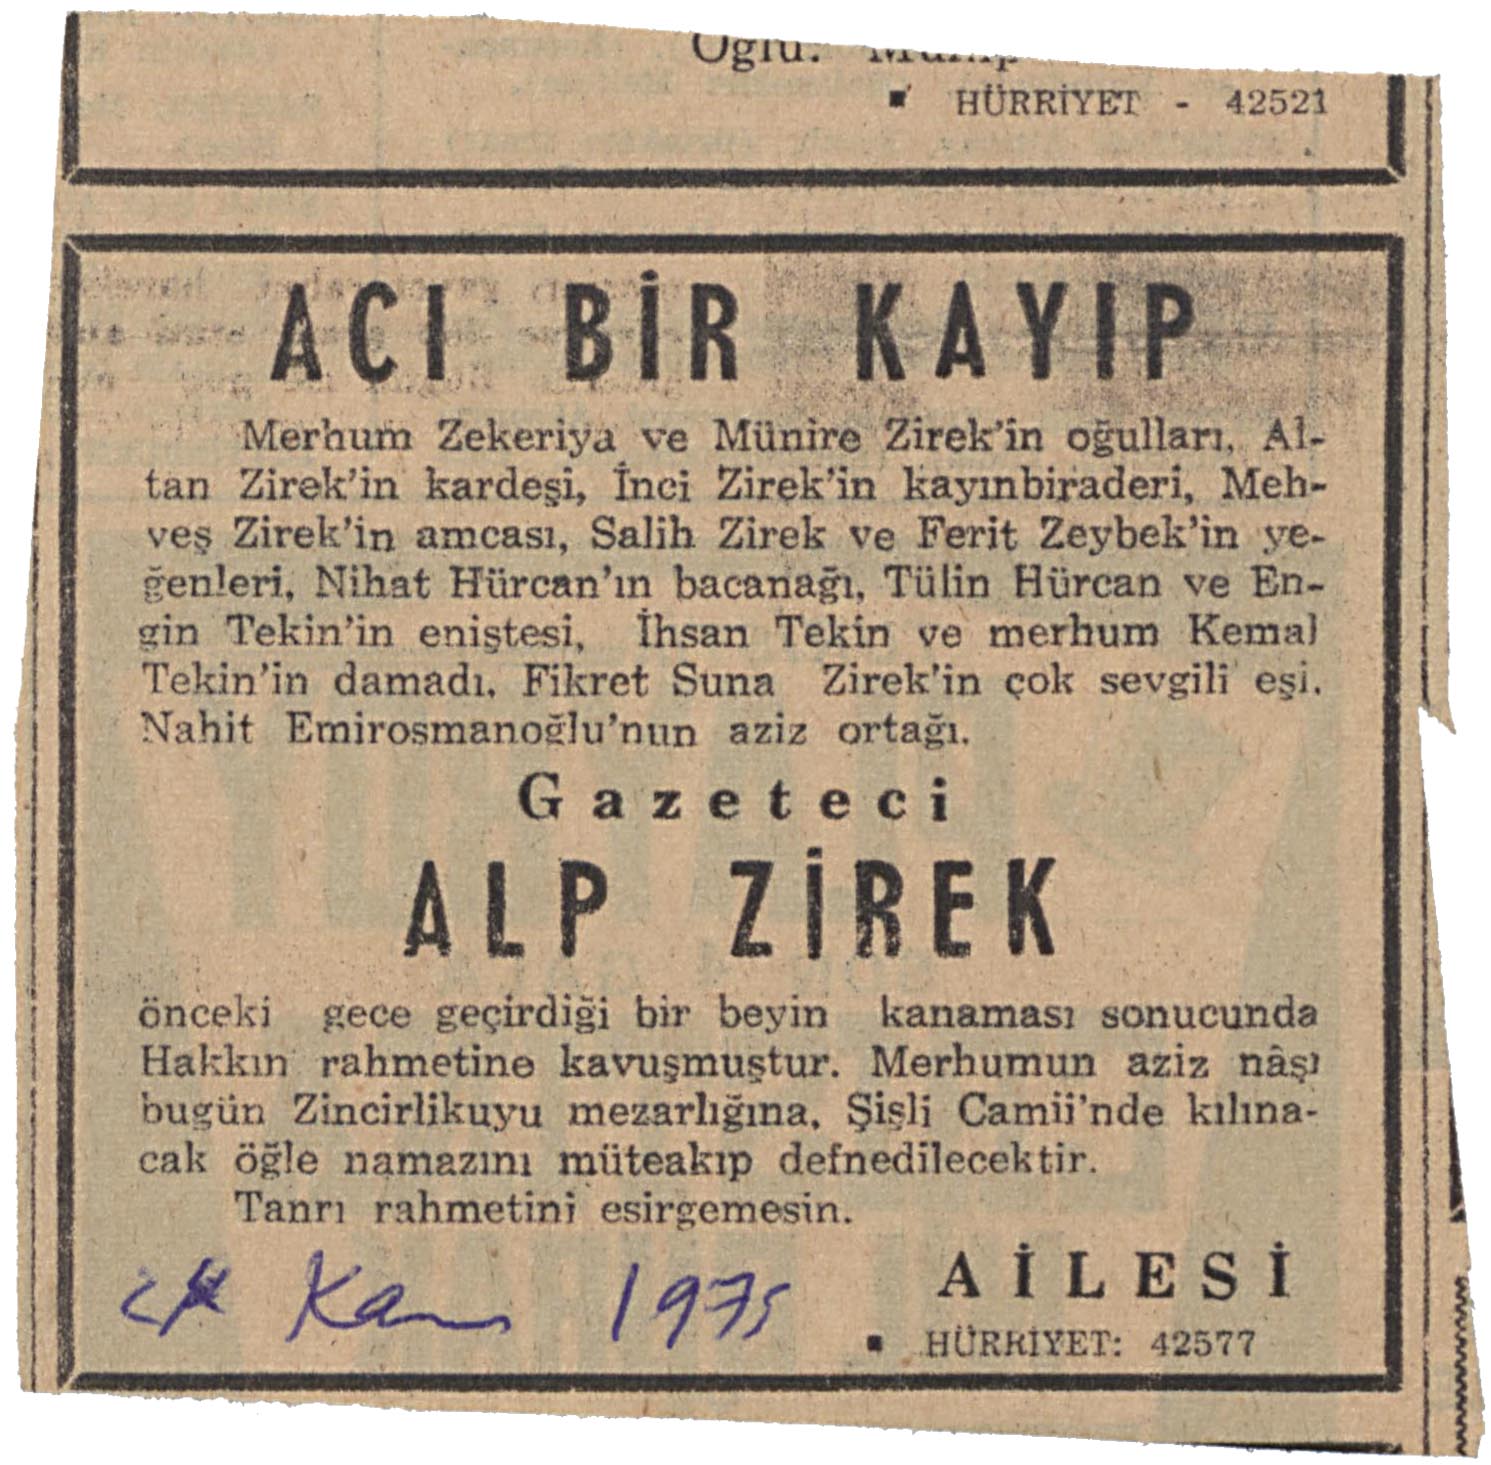 Oğlu:
▪ HÜRRİYET - 42521
ACI BİR KAYIP
Merhum Zekeriya ve Münire Zirek'in oğulları, Al-
tan Zirek'in kardeşi, İnci Zirek'in kayınbiraderi, Meh-
veş Zirek'in amcası, Salih Zirek ve Ferit Zeybek'in ye-
ğenleri, Nihat Hürcan'ın bacanağı, Tülin Hürcan ve En-
gin Tekin'in eniştesi, İhsan Tekin ve merhum Kemal
Tekin'in damadı, Fikret Suna Zirek'in çok sevgili eşi.
Nahit Emirosmanoğlu'nun aziz ortağı.
Gazeteci
ALP ZİREK
önceki gece geçirdiği bir beyin kanaması sonucunda
Hakkın rahmetine kavuşmuştur. Merhumun aziz nâşı
bugün Zincirlikuyu mezarlığına, Şişli Camii'nde kılına-
cak öğle namazını müteakıp defnedilecektir.
Tanrı rahmetini esirgemesin.
AİLESİ
Kas 1975
▪ HÜRRİYET: 42577